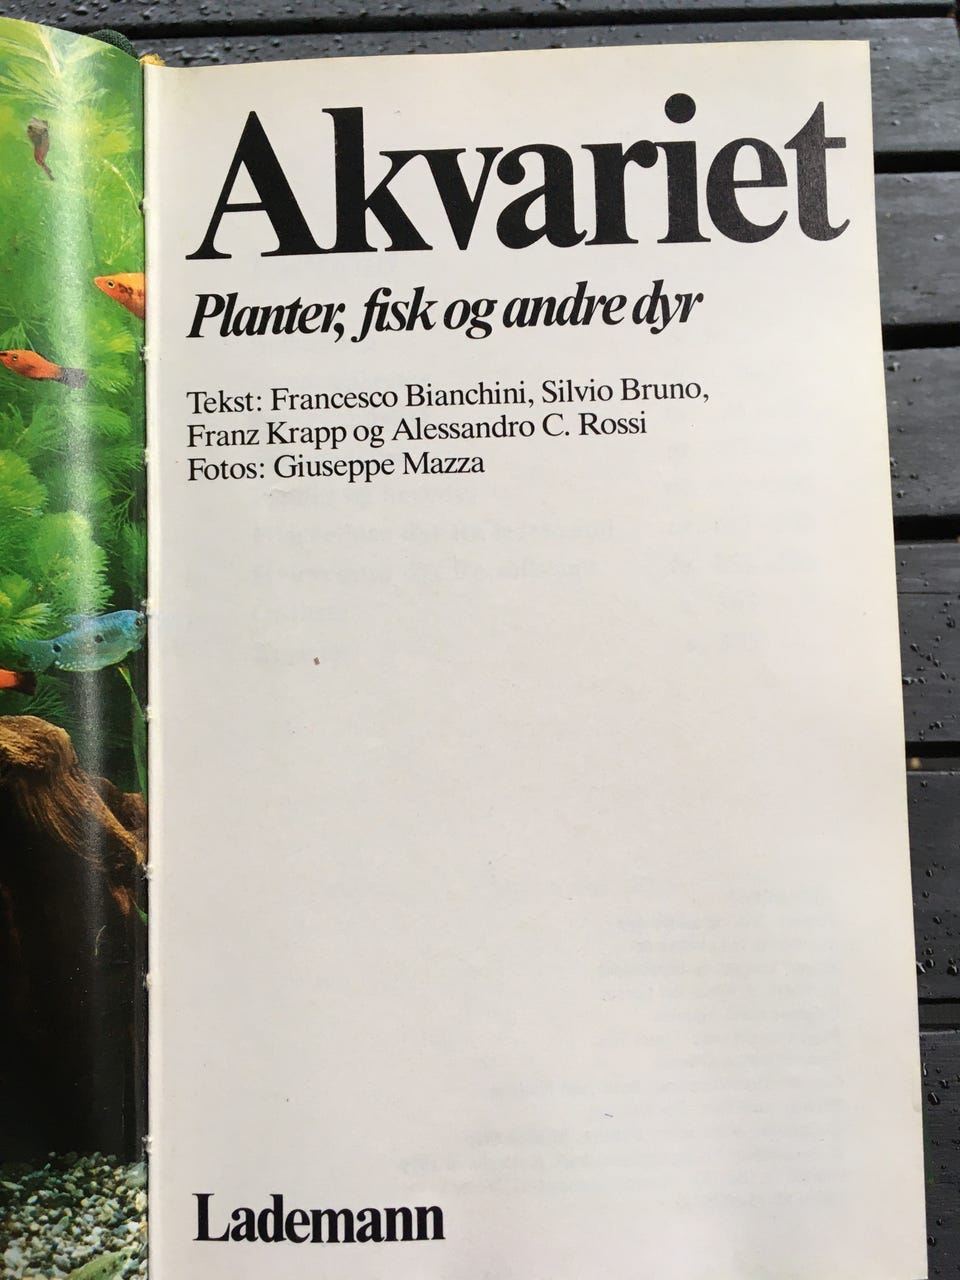 Akvariet
Planter, fisk og andre dyr
Tekst: Francesco Bianchini, Silvio Bruno,
Franz Krapp og Alessandro C. Rossi
Fotos: Giuseppe Mazza
Lademann